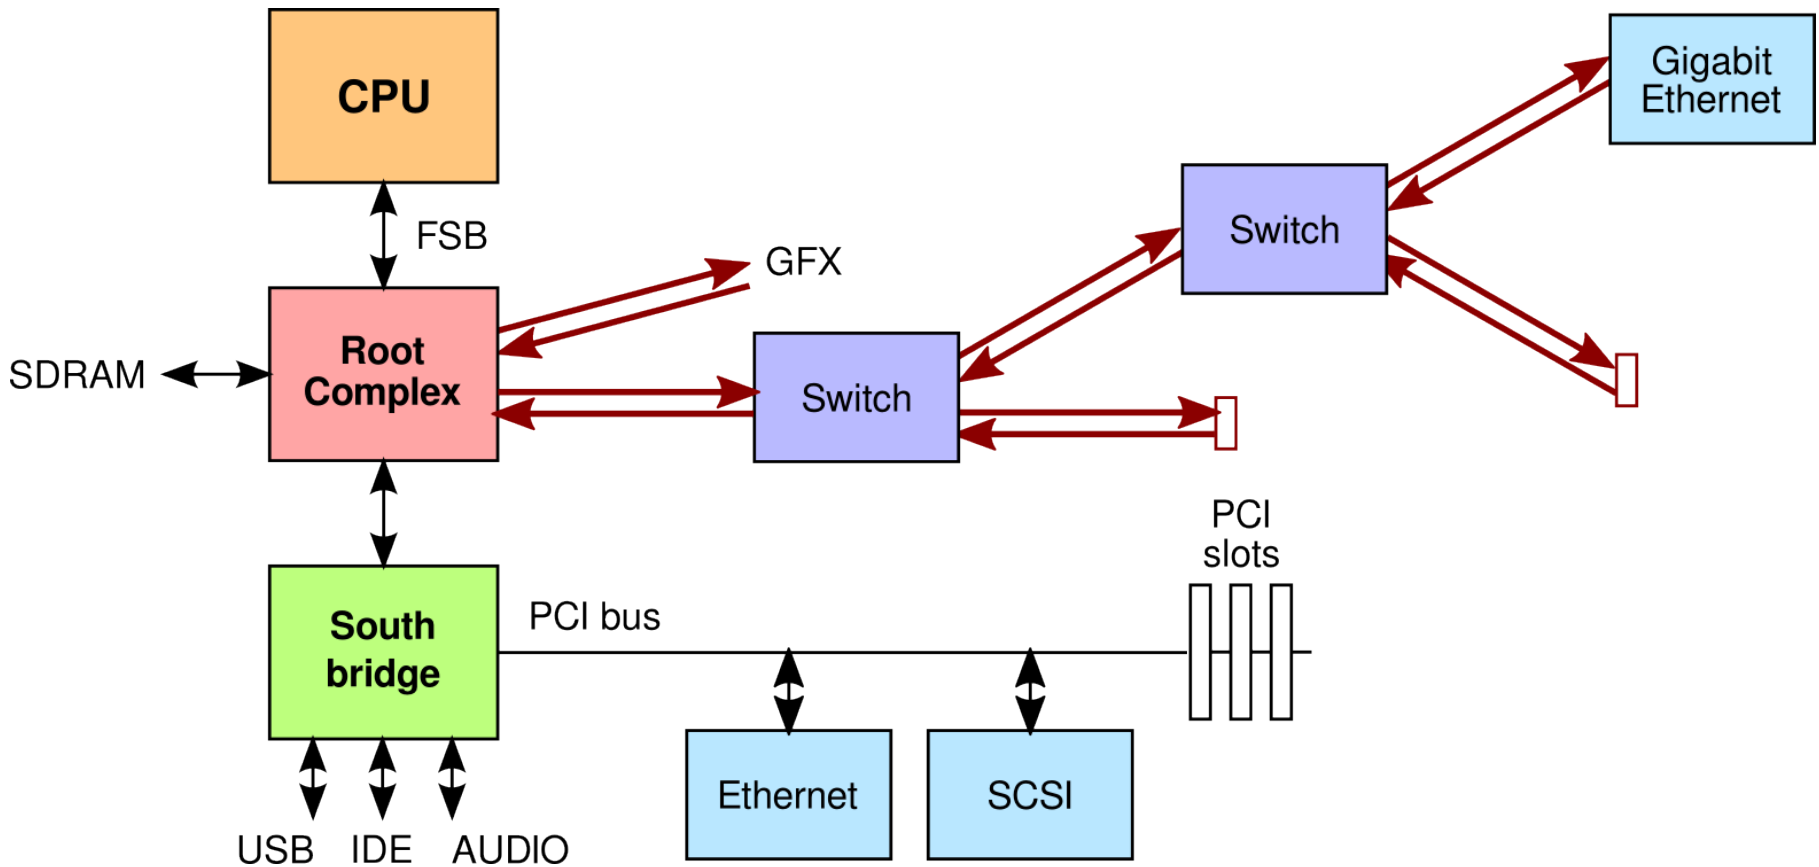 CPU
Gigabit
Ethernet
FSB
Switch
GFX
Root
Complex
SDRAM
Switch
PCI
slots
South
bridge
PCI bus
Ethernet
SCSI
USB
IDE
AUDIO